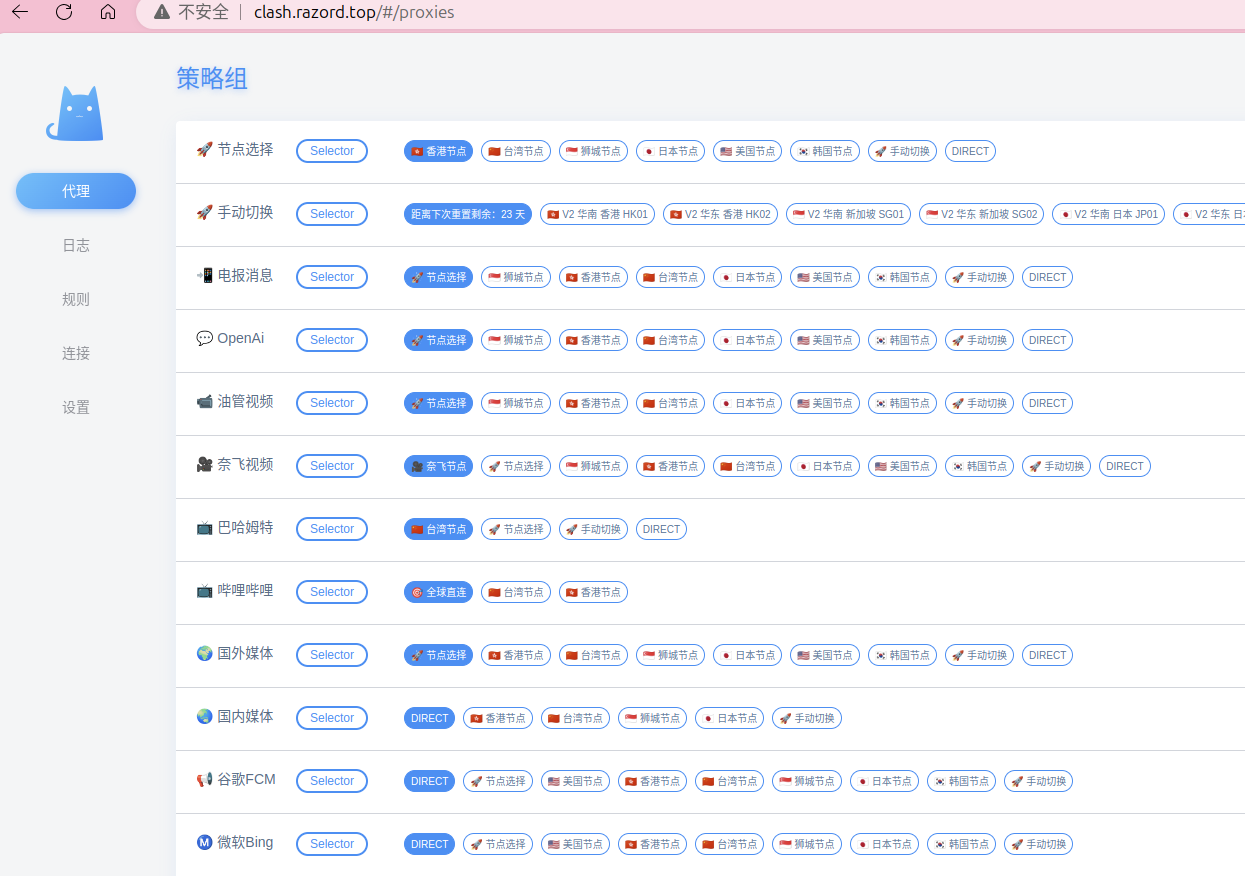 不安全 | clash.razord.top/#/proxies
策略组
代理
日志
规则
连接
设置
节点选择 Selector 香港节点 台湾节点 狮城节点 日本节点 美国节点 韩国节点 手动切换 DIRECT
手动切换 Selector 距离下次重置剩余：23 天 V2 华南 香港 HK01 V2 华东 香港 HK02 V2 华南 新加坡 SG01 V2 华东 新加坡 SG02 V2 华南 日本 JP01 V2 华东 日
电报消息 Selector 节点选择 狮城节点 香港节点 台湾节点 日本节点 美国节点 韩国节点 手动切换 DIRECT
OpenAi Selector 节点选择 狮城节点 香港节点 台湾节点 日本节点 美国节点 韩国节点 手动切换 DIRECT
油管视频 Selector 节点选择 狮城节点 香港节点 台湾节点 日本节点 美国节点 韩国节点 手动切换 DIRECT
奈飞视频 Selector 奈飞节点 节点选择 狮城节点 香港节点 台湾节点 日本节点 美国节点 韩国节点 手动切换 DIRECT
巴哈姆特 Selector 台湾节点 节点选择 手动切换 DIRECT
哔哩哔哩 Selector 全球直连 台湾节点 香港节点
国外媒体 Selector 节点选择 香港节点 台湾节点 狮城节点 日本节点 美国节点 韩国节点 手动切换 DIRECT
国内媒体 Selector DIRECT 香港节点 台湾节点 狮城节点 日本节点 手动切换
谷歌FCM Selector DIRECT 节点选择 美国节点 香港节点 台湾节点 狮城节点 日本节点 韩国节点 手动切换
微软Bing Selector DIRECT 节点选择 美国节点 香港节点 台湾节点 狮城节点 日本节点 韩国节点 手动切换